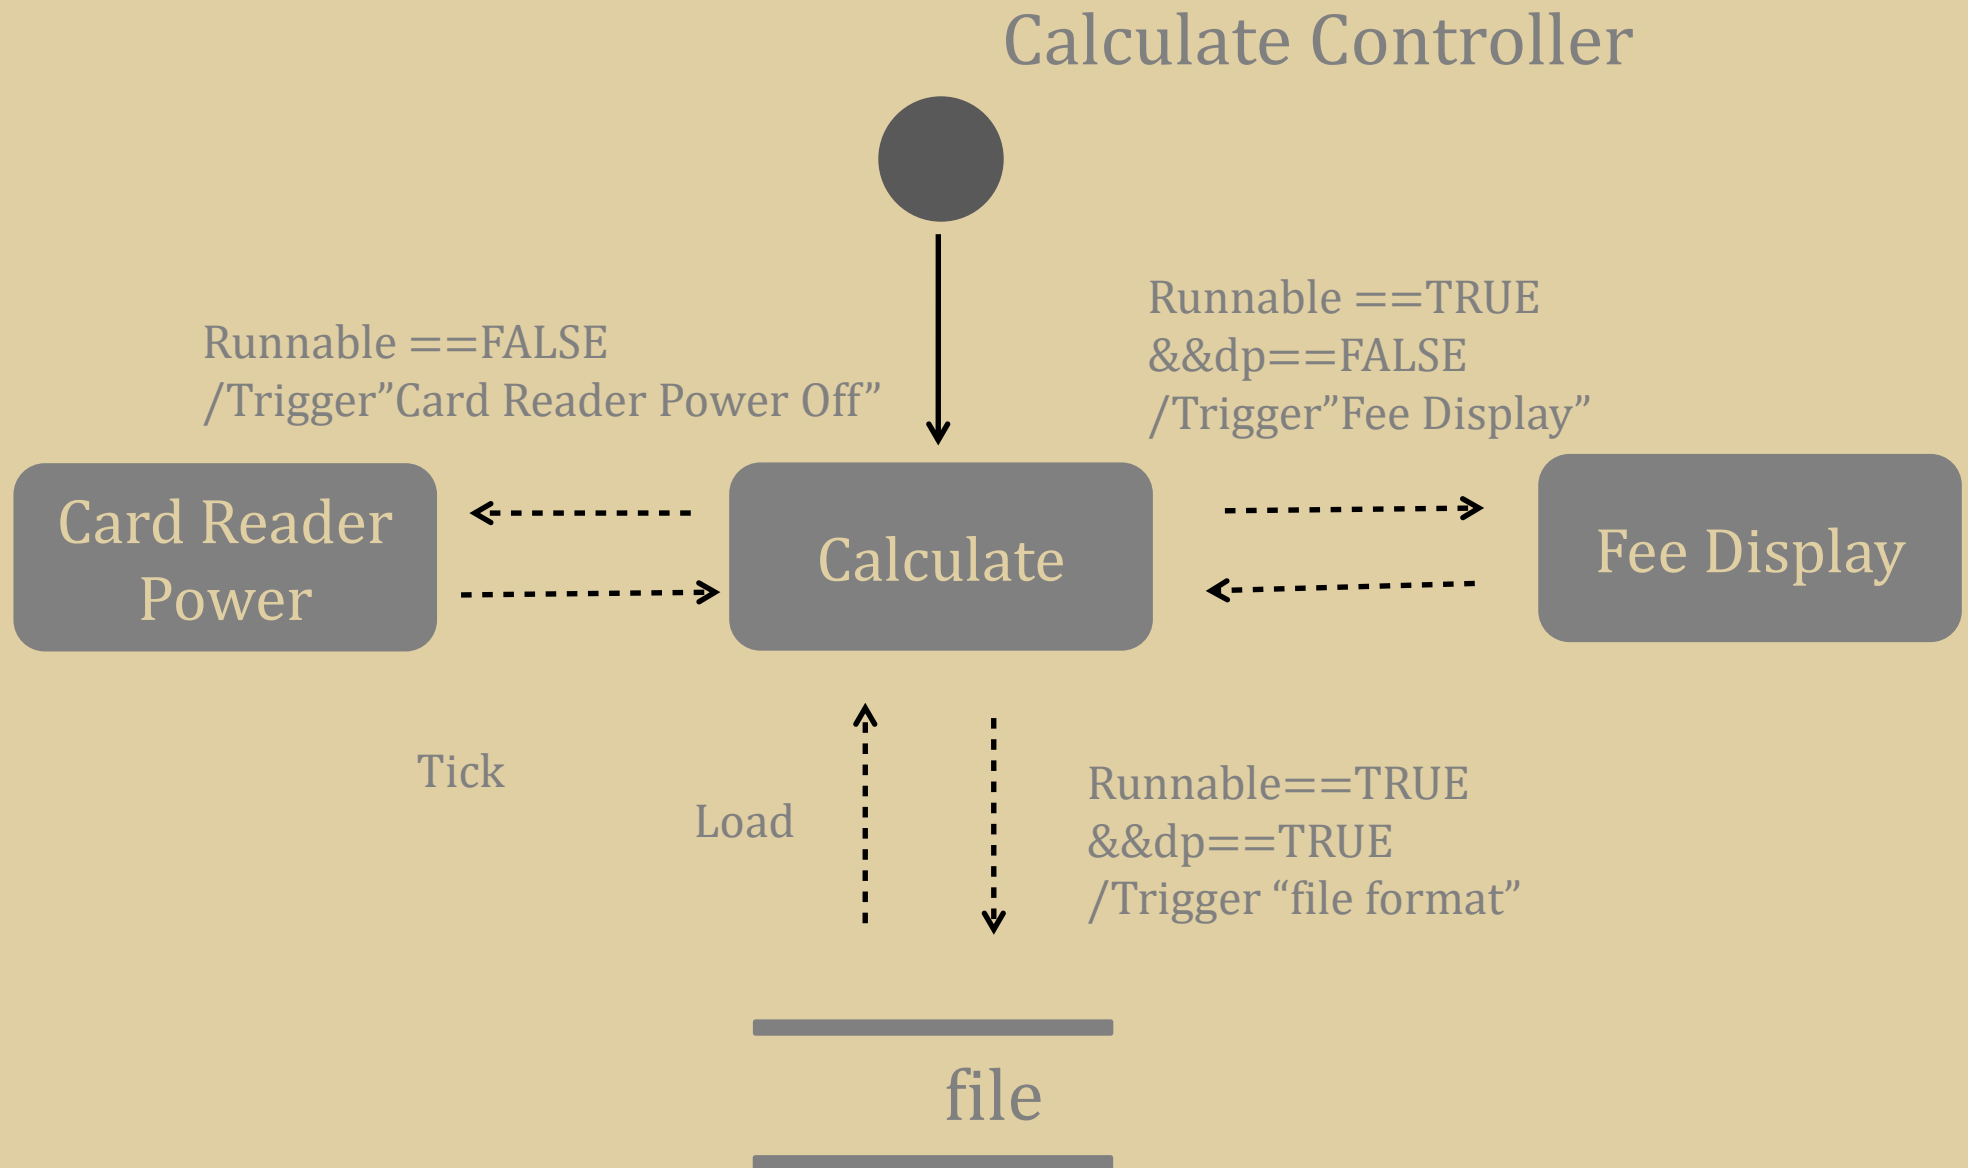 Calculate Controller
Runnable ==TRUE
&&dp==FALSE
/Trigger”Fee Display”
Runnable ==FALSE
/Trigger”Card Reader Power Off”
Card Reader
Power
Calculate
Fee Display
Tick
Load
Runnable==TRUE
&&dp==TRUE
/Trigger “file format”
file